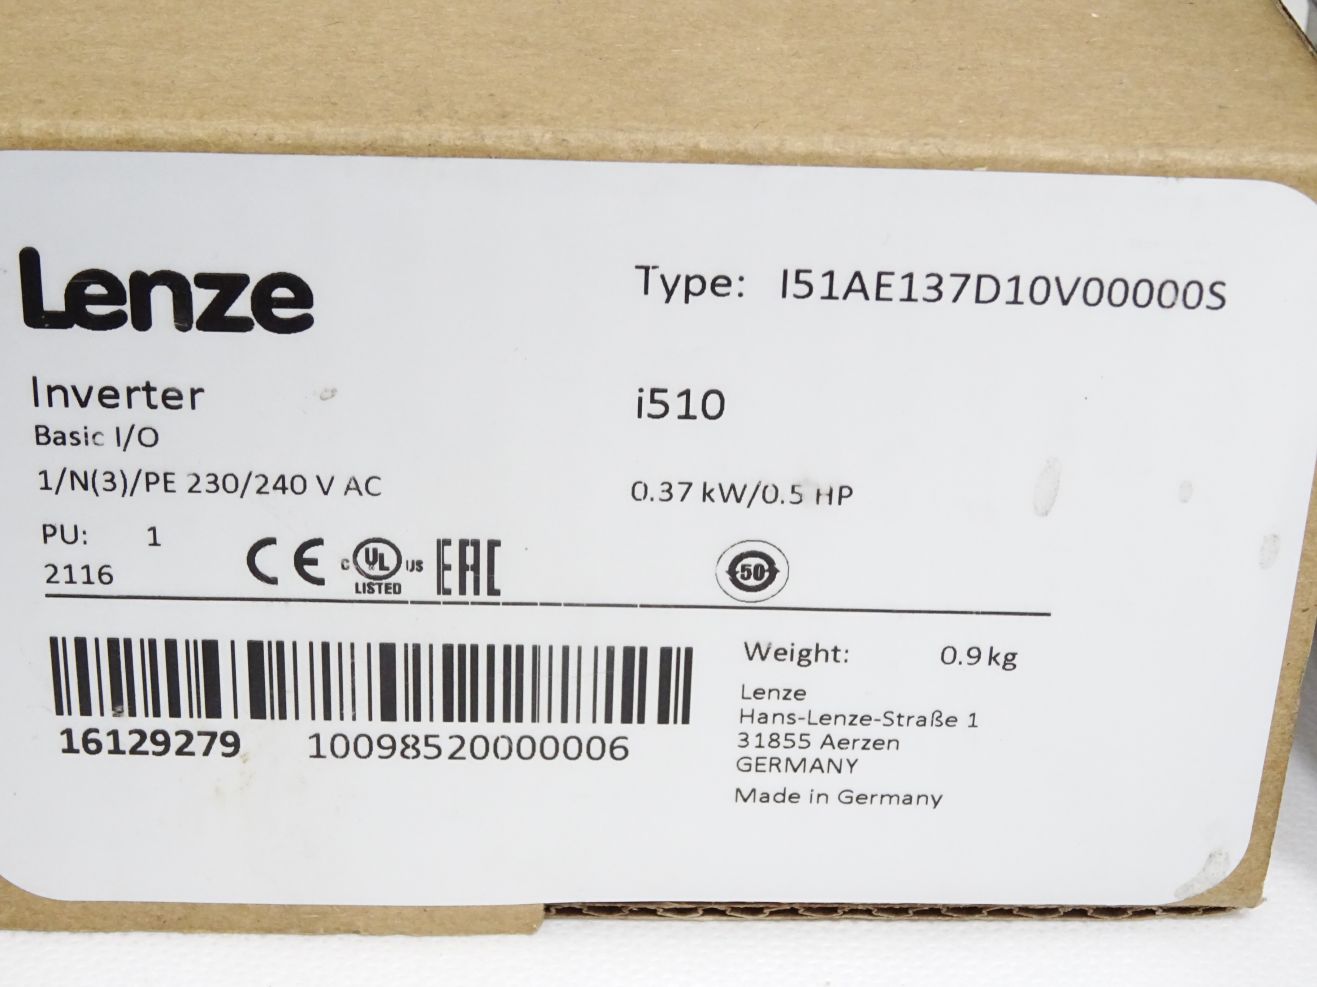 Lenze
Type: I51AE137D10V00000S
Inverter
i510
Basic I/O
1/N(3)/PE 230/240 V AC
0.37 kW/0.5 HP
PU: 1
2116
CE
C UL US
LISTED
EAC
50
16129279 10098520000006
Weight: 0.9 kg
Lenze
Hans-Lenze-Straße 1
31855 Aerzen
GERMANY
Made in Germany